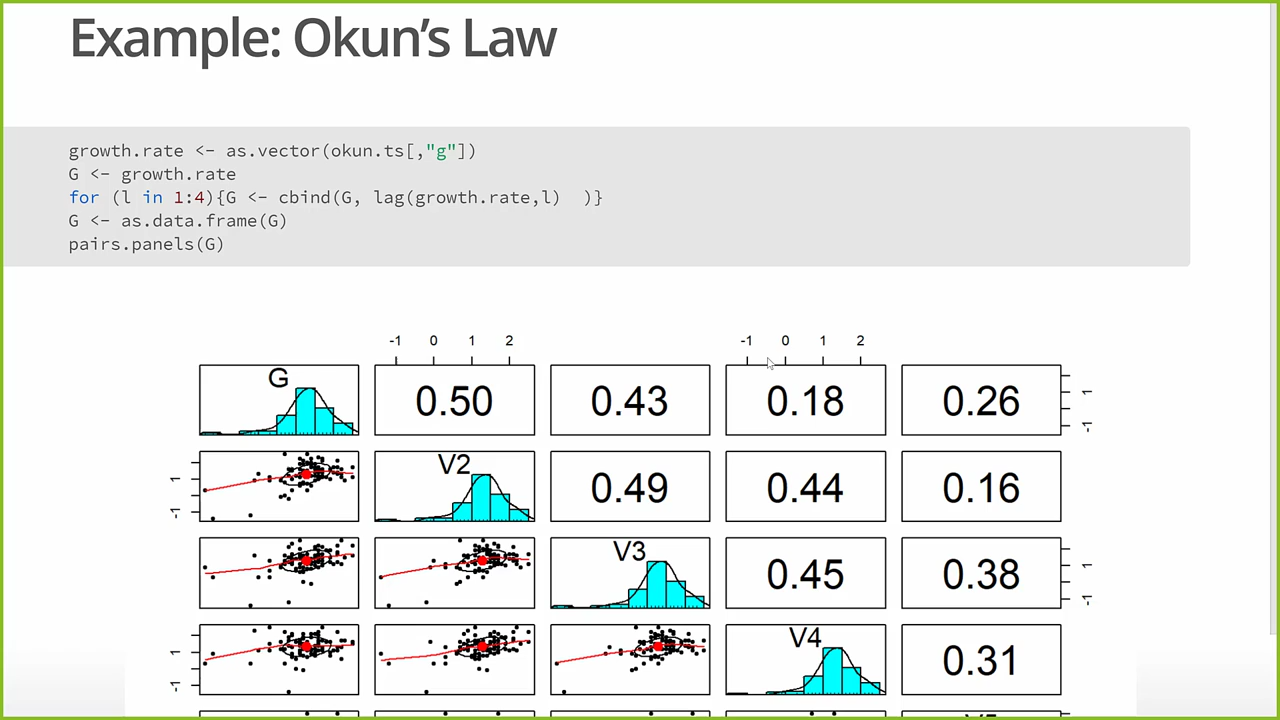 Example: Okun's Law
growth.rate <- as.vector(okun.ts[,"g"])
G <- growth.rate
for (l in 1:4){G <- cbind(G, lag(growth.rate,l)  )}
G <- as.data.frame(G)
pairs.panels(G)
-1 0 1 2 -1 0 1 2
G 0.50 0.43 0.18 0.26 1 -1
1 -1 V2 0.49 0.44 0.16
V3 0.45 0.38 1 -1
1 -1 V4 0.31